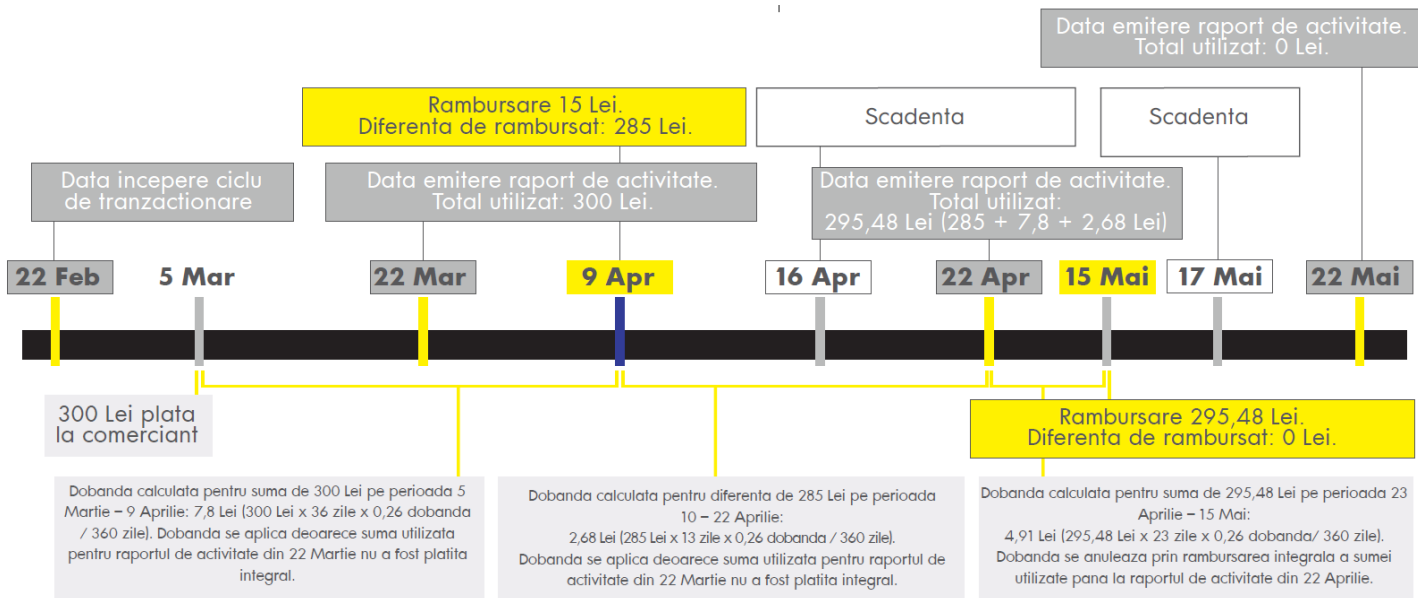 Data emitere raport de activitate.
Total utilizat: 0 Lei.
Rambursare 15 Lei.
Diferenta de rambursat: 285 Lei.
Scadenta
Scadenta
Data incepere ciclu
de tranzactionare
Data emitere raport de activitate.
Total utilizat: 300 Lei.
Data emitere raport de activitate.
Total utilizat:
295,48 Lei (285 + 7,8 + 2,68 Lei)
22 Feb
5 Mar
22 Mar
9 Apr
16 Apr
22 Apr
15 Mai
17 Mai
22 Mai
300 Lei plata
la comerciant
Rambursare 295,48 Lei.
Diferenta de rambursat: 0 Lei.
Dobanda calculata pentru suma de 300 Lei pe perioada 5
Martie – 9 Aprilie: 7,8 Lei (300 Lei x 36 zile x 0,26 dobanda
/ 360 zile). Dobanda se aplica deoarece suma utilizata
pentru raportul de activitate din 22 Martie nu a fost platita
integral.
Dobanda calculata pentru diferenta de 285 Lei pe perioada
10 – 22 Aprilie:
2,68 Lei (285 Lei x 13 zile x 0,26 dobanda / 360 zile).
Dobanda se aplica deoarece suma utilizata pentru raportul de
activitate din 22 Martie nu a fost platita integral.
Dobanda calculata pentru suma de 295,48 Lei pe perioada 23
Aprilie – 15 Mai:
4,91 Lei (295,48 Lei x 23 zile x 0,26 dobanda/ 360 zile).
Dobanda se anuleaza prin rambursarea integrala a sumei
utilizate pana la raportul de activitate din 22 Aprilie.